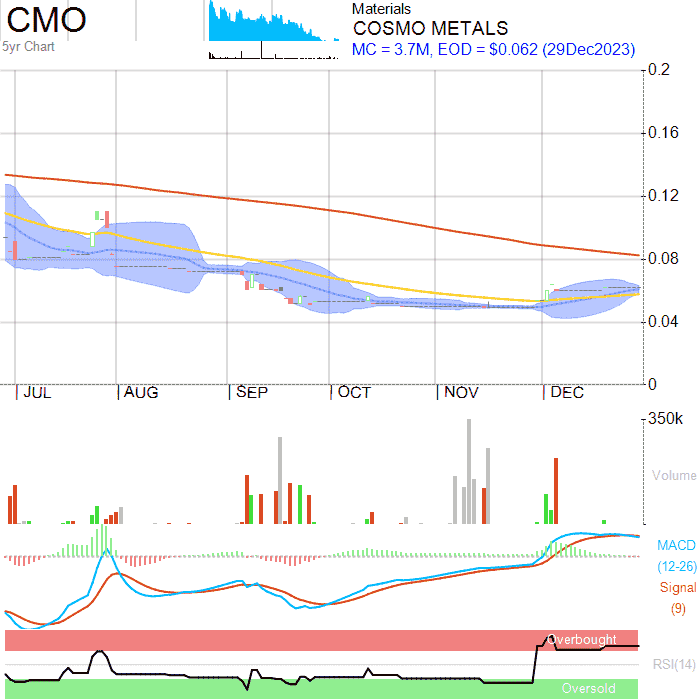 CMO
5yr Chart
Materials
COSMO METALS
MC = 3.7M, EOD = $0.062 (29Dec2023)
0.2
0.16
0.12
0.08
0.04
0
JUL AUG SEP OCT NOV DEC
350k
Volume
MACD
(12-26)
Signal
(9)
Overbought
RSI(14)
Oversold